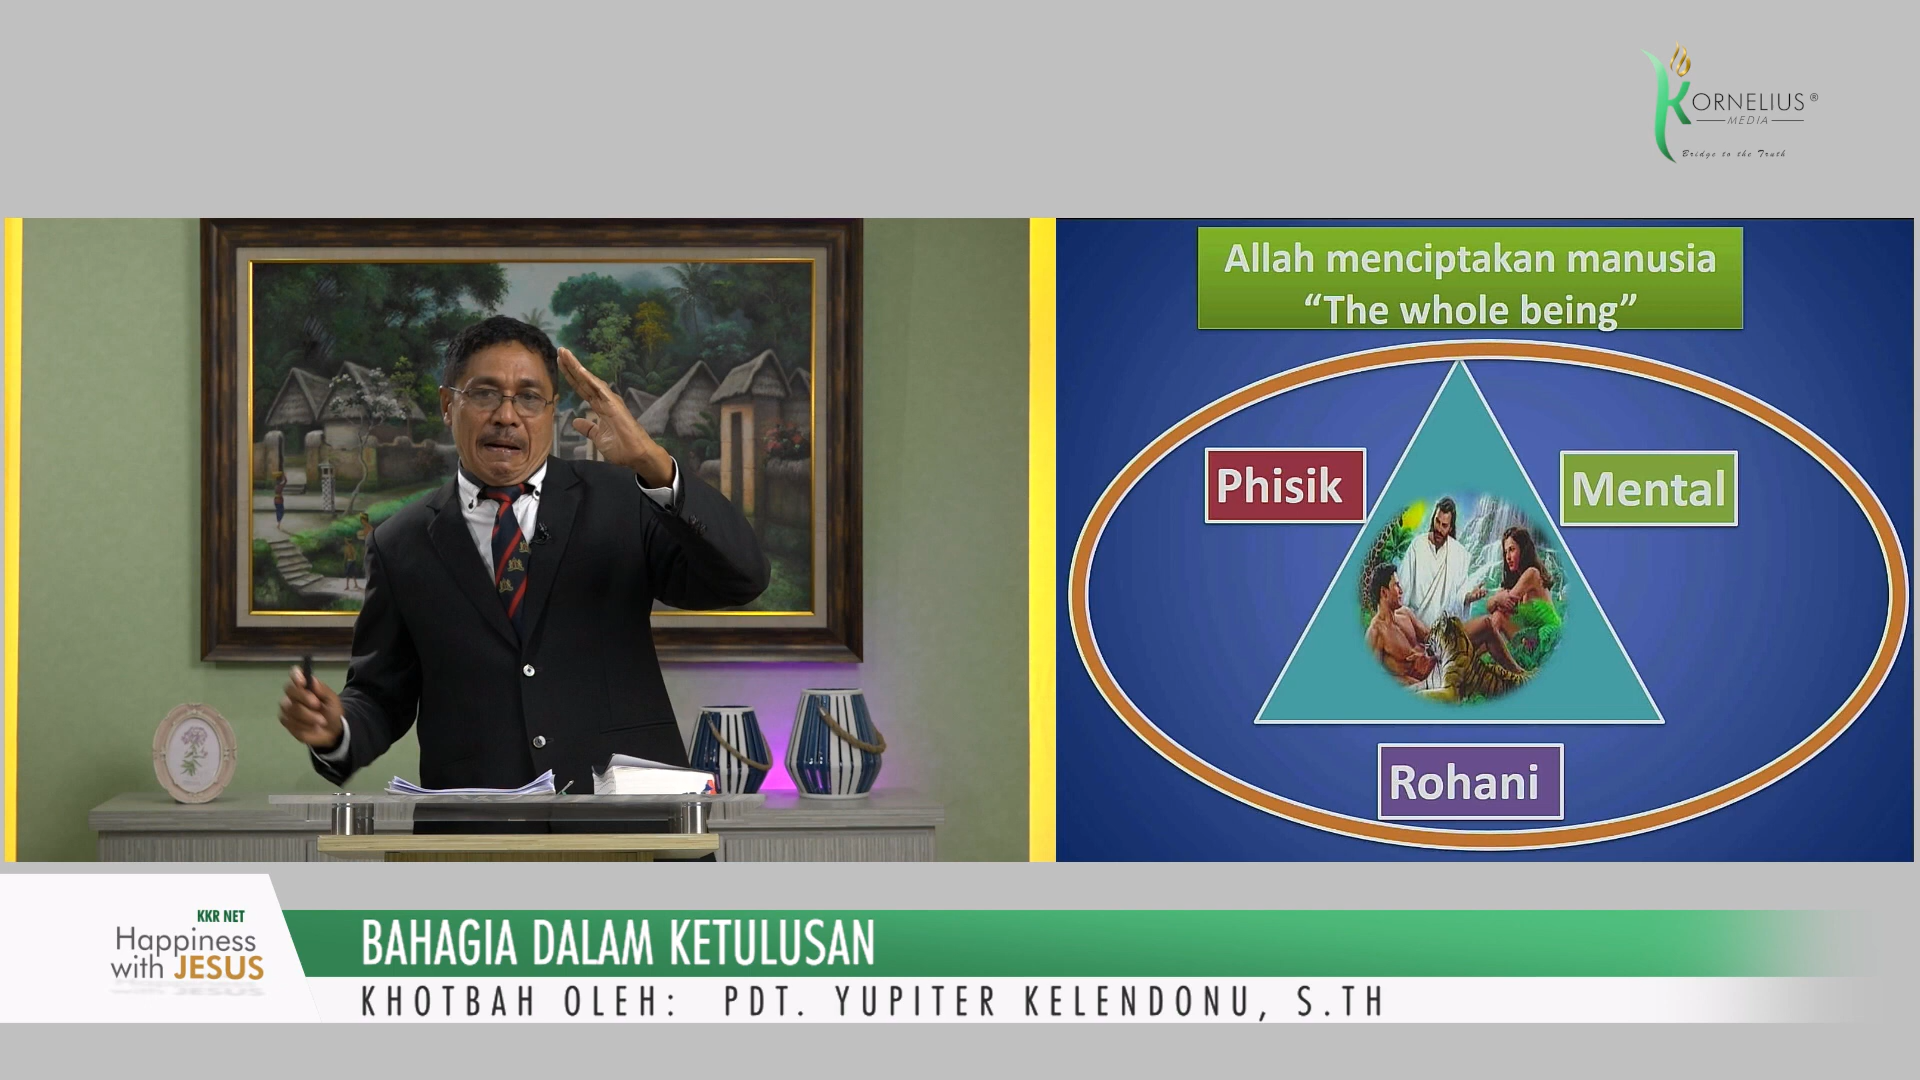 KORNELIUS®
MEDIA
Bridge to the Truth
Allah menciptakan manusia
“The whole being”
Phisik
Mental
Rohani
KKR NET
Happiness
with JESUS
BAHAGIA DALAM KETULUSAN
KHOTBAH OLEH: PDT. YUPITER KELENDONU, S.TH